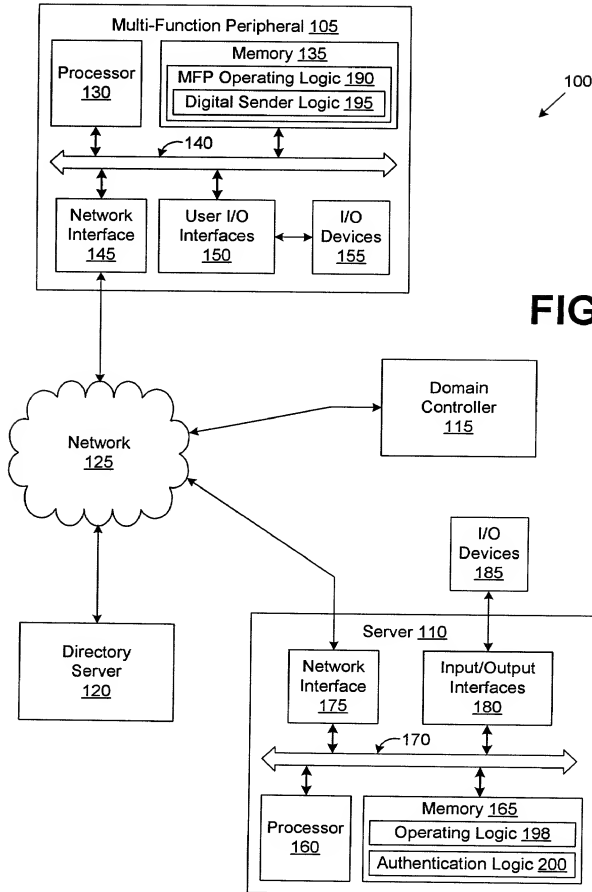 Multi-Function Peripheral 105
Processor
130
Memory 135
MFP Operating Logic 190
Digital Sender Logic 195
100
140
Network
Interface
145
User I/O
Interfaces
150
I/O
Devices
155
FIG
Domain
Controller
115
Network
125
I/O
Devices
185
Directory
Server
120
Server 110
Network
Interface
175
Input/Output
Interfaces
180
170
Processor
160
Memory 165
Operating Logic 198
Authentication Logic 200